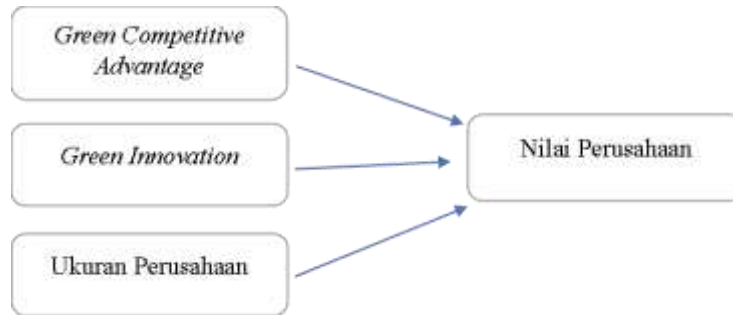 Green Competitive
Advantage
Green Innovation
Nilai Perusahaan
Ukuran Perusahaan